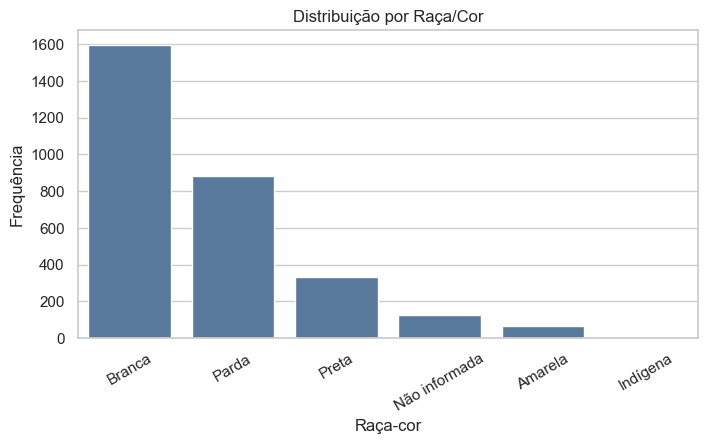 Distribuição por Raça/Cor
Frequência
1600
1400
1200
1000
800
600
400
200
0
Branca
Parda
Preta
Não informada
Amarela
Indígena
Raça-cor